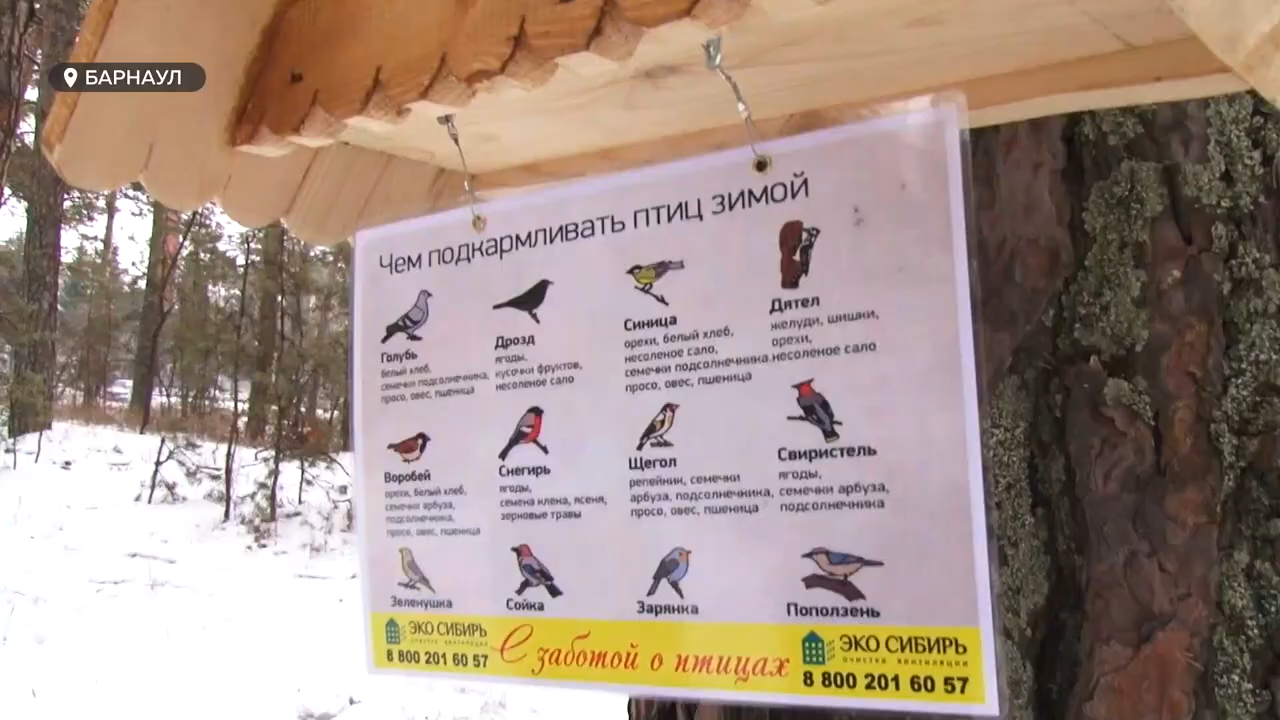 БАРНАУЛ
Чем подкармливать птиц зимой
Голубь
белый хлеб,
семечки подсолнечника,
просо, овес, пшеница
Дрозд
ягоды,
кусочки фруктов,
несоленое сало
Синица
орехи, белый хлеб,
несоленое сало,
семечки подсолнечника,
просо, овес, пшеница
Дятел
желуди, шишки,
орехи,
несоленое сало
Воробей
орехи, белый хлеб,
семечки арбуза,
подсолнечника,
просо, овес, пшеница
Снегирь
ягоды,
семена клена, ясеня,
зерновые травы
Щегол
репейник, семечки
арбуза, подсолнечника,
просо, овес, пшеница
Свиристель
ягоды,
семечки арбуза,
подсолнечника
Зеленушка
Сойка
Зарянка
Поползень
ЭКО СИБИРЬ
очистка вентиляции
8 800 201 60 57
С заботой о птицах
ЭКО СИБИРЬ
очистка вентиляции
8 800 201 60 57